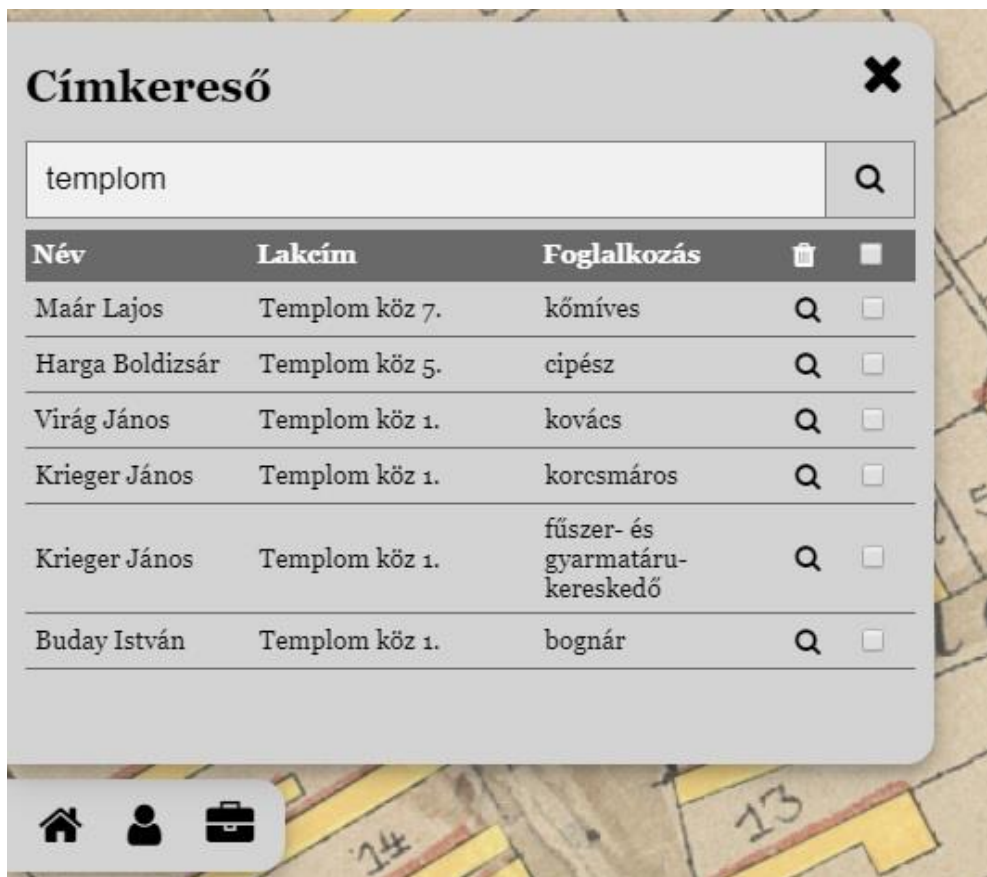 Címkereső
templom
Név Lakcím Foglalkozás
Maár Lajos Templom köz 7. kőmíves
Harga Boldizsár Templom köz 5. cipész
Virág János Templom köz 1. kovács
Krieger János Templom köz 1. korcsmáros
Krieger János Templom köz 1. fűszer- és
gyarmatáru-
kereskedő
Buday István Templom köz 1. bognár
14
13